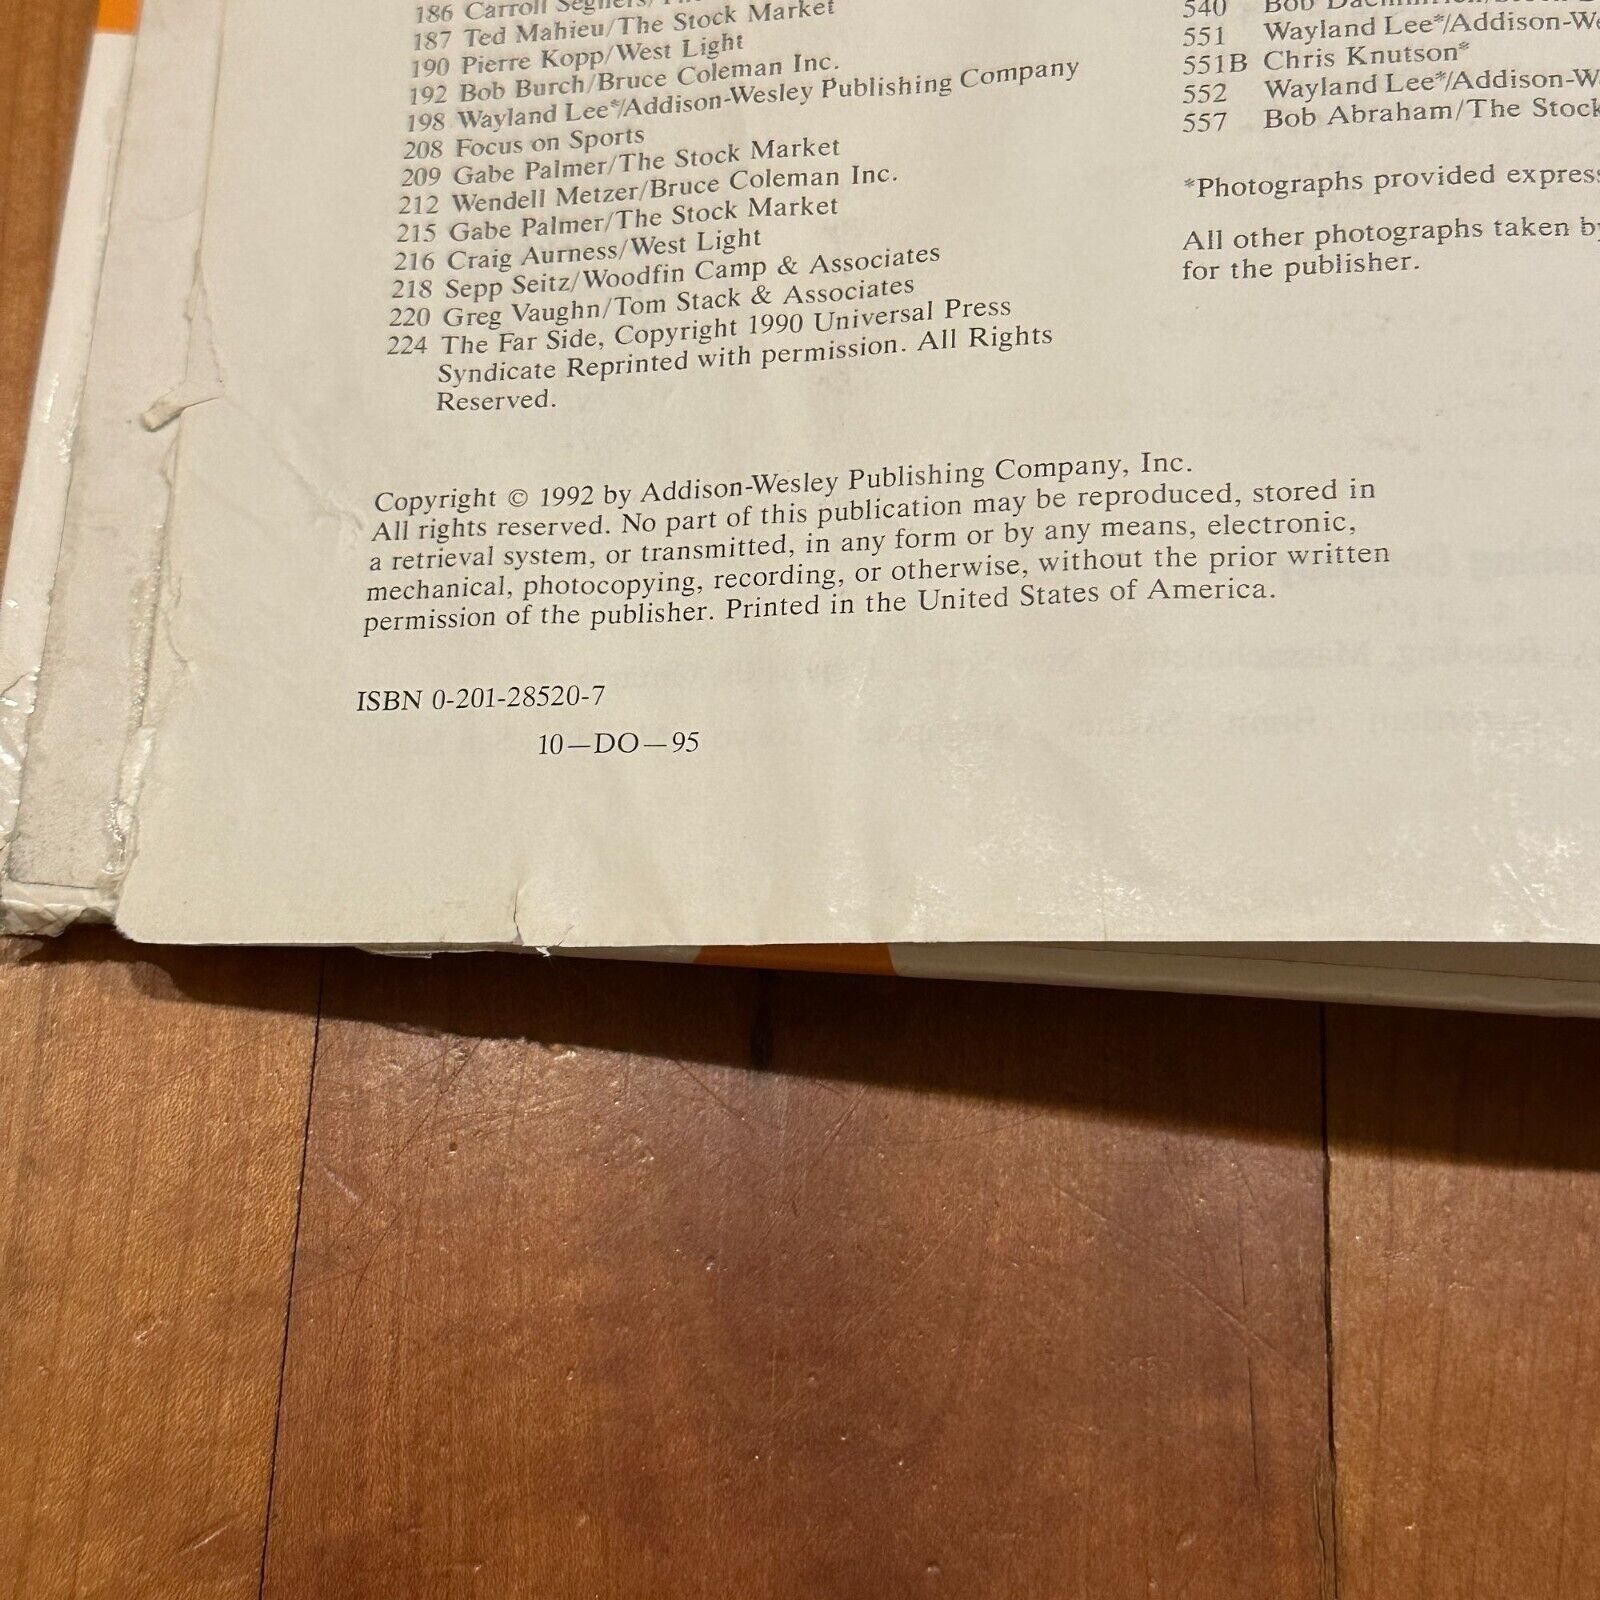 186 Carroll
187 Ted Mahieu/The Stock Market
190 Pierre Kopp/West Light
192 Bob Burch/Bruce Coleman Inc.
198 Wayland Lee*/Addison-Wesley Publishing Company
208 Focus on Sports
209 Gabe Palmer/The Stock Market
212 Wendell Metzer/Bruce Coleman Inc.
215 Gabe Palmer/The Stock Market
216 Craig Aurness/West Light
218 Sepp Seitz/Woodfin Camp & Associates
220 Greg Vaughn/Tom Stack & Associates
224 The Far Side, Copyright 1990 Universal Press
Syndicate Reprinted with permission. All Rights
Reserved.
540 Bob
551 Wayland Lee*/Addison-We
551B Chris Knutson*
552 Wayland Lee*/Addison-W
557 Bob Abraham/The Stock
*Photographs provided express
All other photographs taken by
for the publisher.
Copyright © 1992 by Addison-Wesley Publishing Company, Inc.
All rights reserved. No part of this publication may be reproduced, stored in
a retrieval system, or transmitted, in any form or by any means, electronic,
mechanical, photocopying, recording, or otherwise, without the prior written
permission of the publisher. Printed in the United States of America.
ISBN 0-201-28520-7
10—DO—95